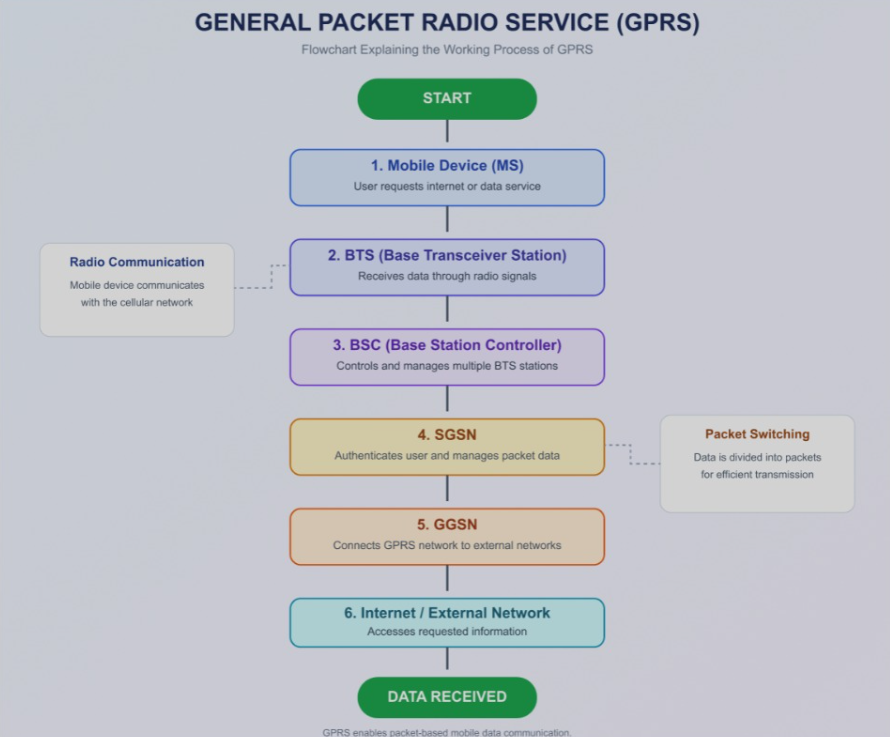 GENERAL PACKET RADIO SERVICE (GPRS)
Flowchart Explaining the Working Process of GPRS
START
1. Mobile Device (MS)
User requests internet or data service
2. BTS (Base Transceiver Station)
Receives data through radio signals
Radio Communication
Mobile device communicates
with the cellular network
3. BSC (Base Station Controller)
Controls and manages multiple BTS stations
4. SGSN
Authenticates user and manages packet data
Packet Switching
Data is divided into packets
for efficient transmission
5. GGSN
Connects GPRS network to external networks
6. Internet / External Network
Accesses requested information
DATA RECEIVED
GPRS enables packet-based mobile data communication.